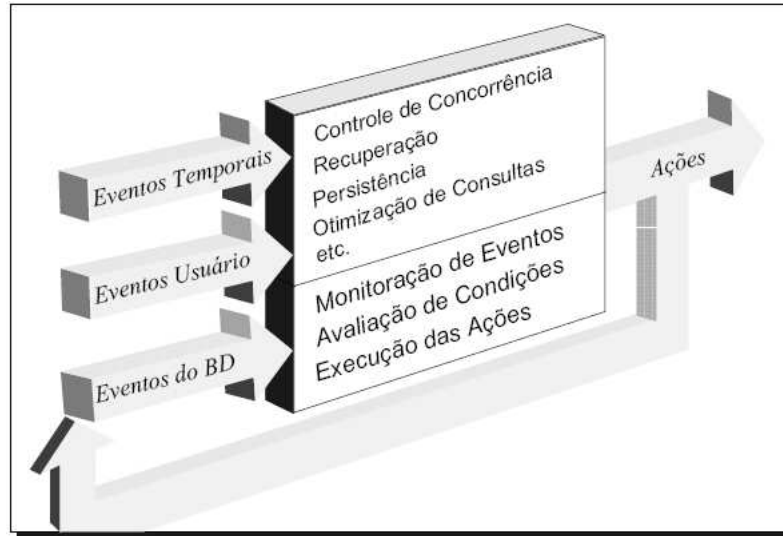 Eventos Temporais
Eventos Usuário
Eventos do BD
Controle de Concorrência
Recuperação
Persistência
Otimização de Consultas
etc.
Monitoração de Eventos
Avaliação de Condições
Execução das Ações
Ações